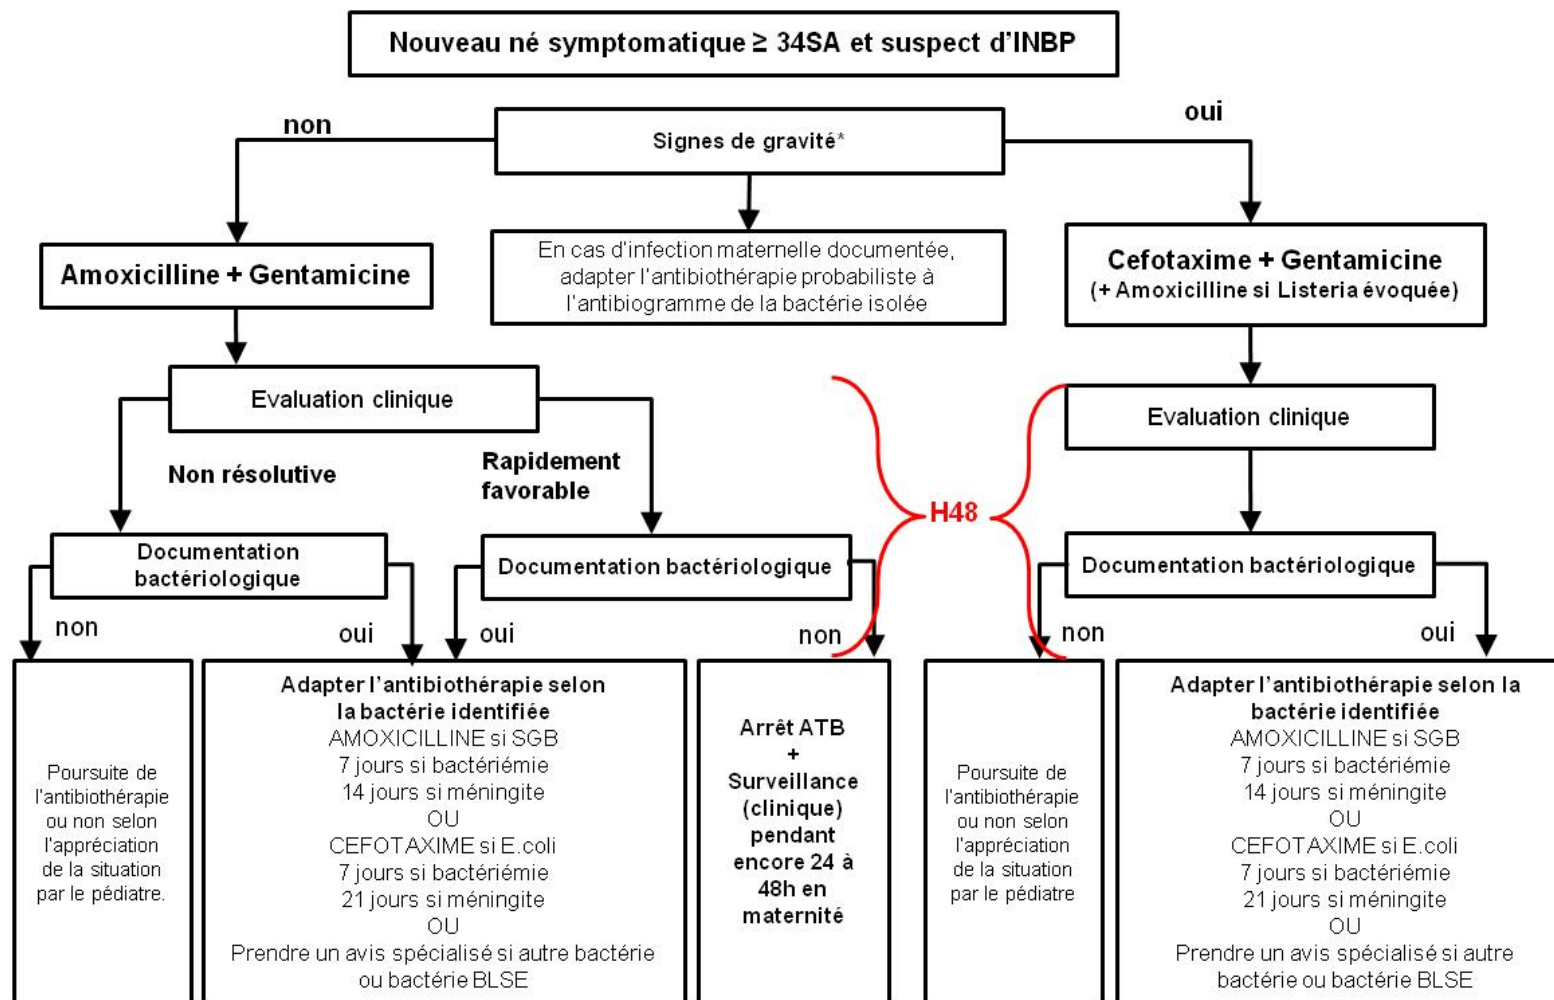 Nouveau né symptomatique ≥ 34SA et suspect d'INBP
non
oui
Signes de gravité*
Amoxicilline + Gentamicine
En cas d'infection maternelle documentée,
adapter l'antibiothérapie probabiliste à
l'antibiogramme de la bactérie isolée
Cefotaxime + Gentamicine
(+ Amoxicilline si Listeria évoquée)
Evaluation clinique
Evaluation clinique
Non résolutive
Rapidement
favorable
H48
Documentation
bactériologique
Documentation bactériologique
Documentation bactériologique
non
oui
oui
non
non
oui
Poursuite de
l'antibiothérapie
ou non selon
l'appréciation
de la situation
par le pédiatre.
Adapter l'antibiothérapie selon
la bactérie identifiée
AMOXICILLINE si SGB
7 jours si bactériémie
14 jours si méningite
OU
CEFOTAXIME si E.coli
7 jours si bactériémie
21 jours si méningite
OU
Prendre un avis spécialisé si autre bactérie
ou bactérie BLSE
Arrêt ATB
+
Surveillance
(clinique)
pendant
encore 24 à
48h en
maternité
Poursuite de
l'antibiothérapie
ou non selon
l'appréciation
de la situation
par le pédiatre
Adapter l'antibiothérapie selon la
bactérie identifiée
AMOXICILLINE si SGB
7 jours si bactériémie
14 jours si méningite
OU
CEFOTAXIME si E.coli
7 jours si bactériémie
21 jours si méningite
OU
Prendre un avis spécialisé si autre
bactérie ou bactérie BLSE